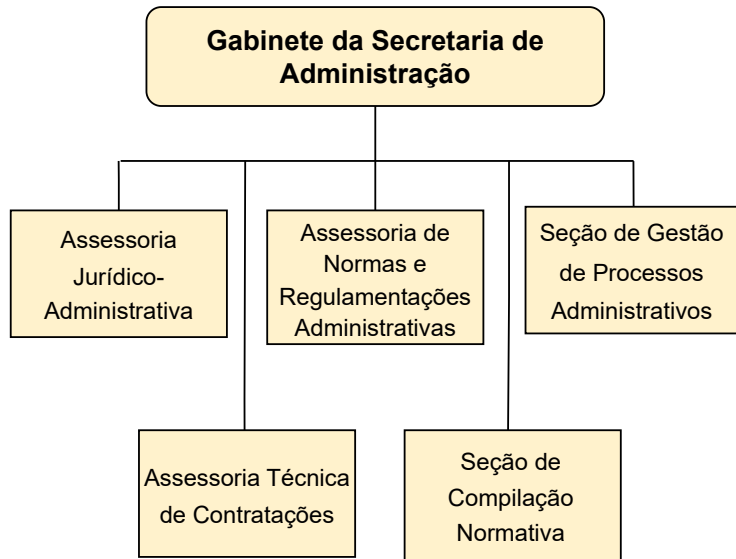 Gabinete da Secretaria de
Administração
Assessoria
Jurídico-
Administrativa
Assessoria de
Normas e
Regulamentações
Administrativas
Seção de Gestão
de Processos
Administrativos
Assessoria Técnica
de Contratações
Seção de
Compilação
Normativa